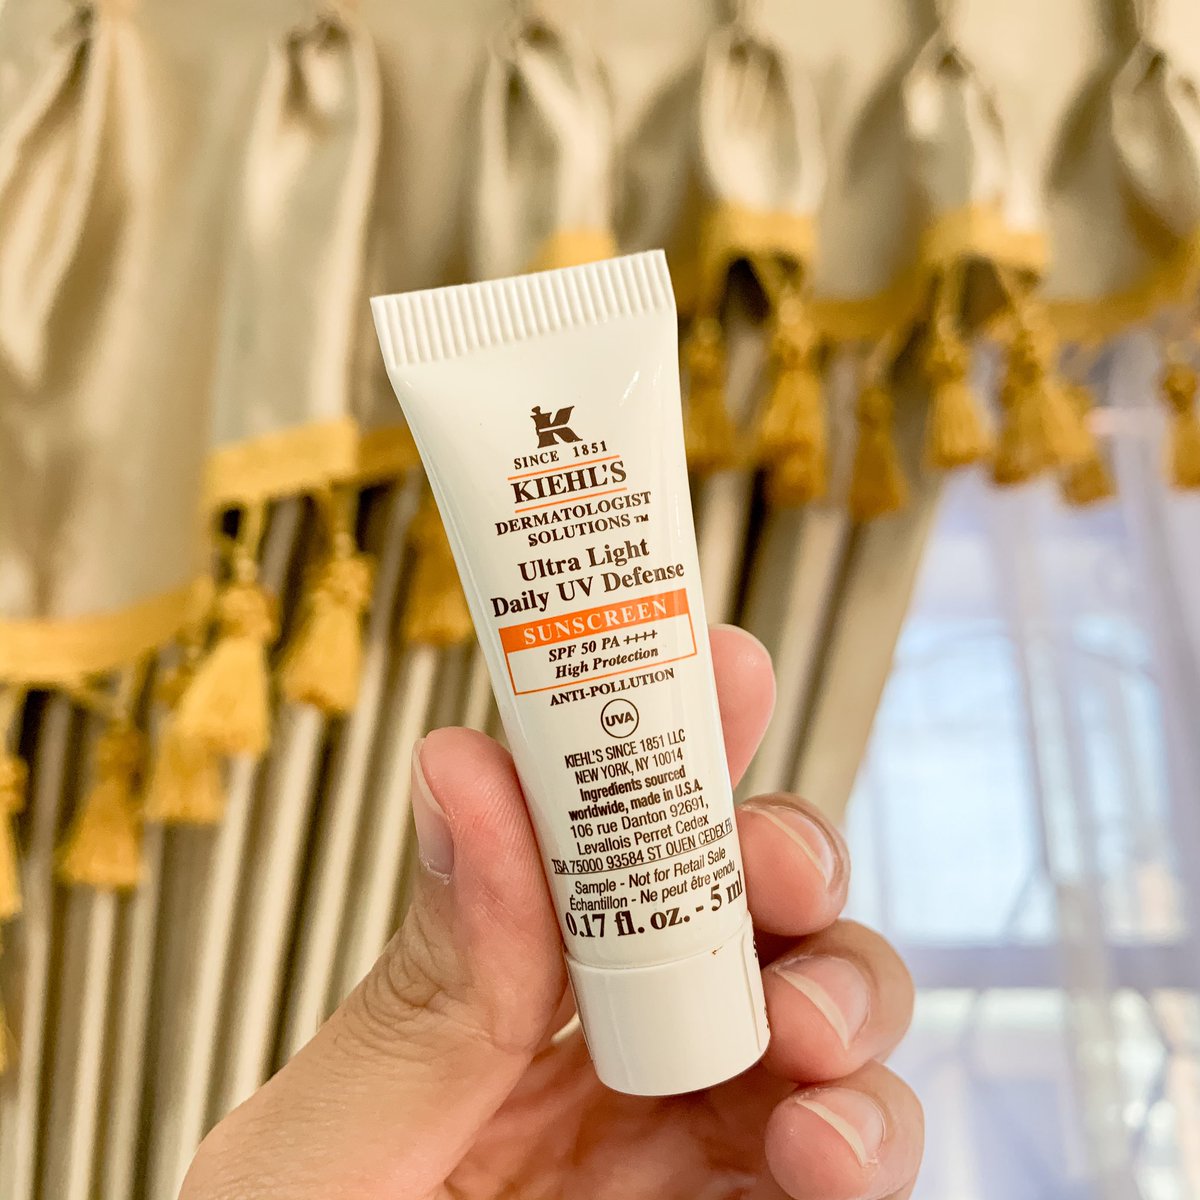 SINCE 1851
KIEHL'S
DERMATOLOGIST
SOLUTIONS™
Ultra Light
Daily UV Defense
SUNSCREEN
SPF 50 PA ++++
High Protection
ANTI-POLLUTION
UVA
KIEHL'S SINCE 1851 LLC
NEW YORK, NY 10014
Ingredients sourced
worldwide, made in U.S.A.
106 rue Danton 92691,
Levallois Perret Cedex
TSA 75000 93584 ST OUEN CEDEX FR
Sample - Not for Retail Sale
Échantillon - Ne peut être vendu
0.17 fl. oz. - 5 ml